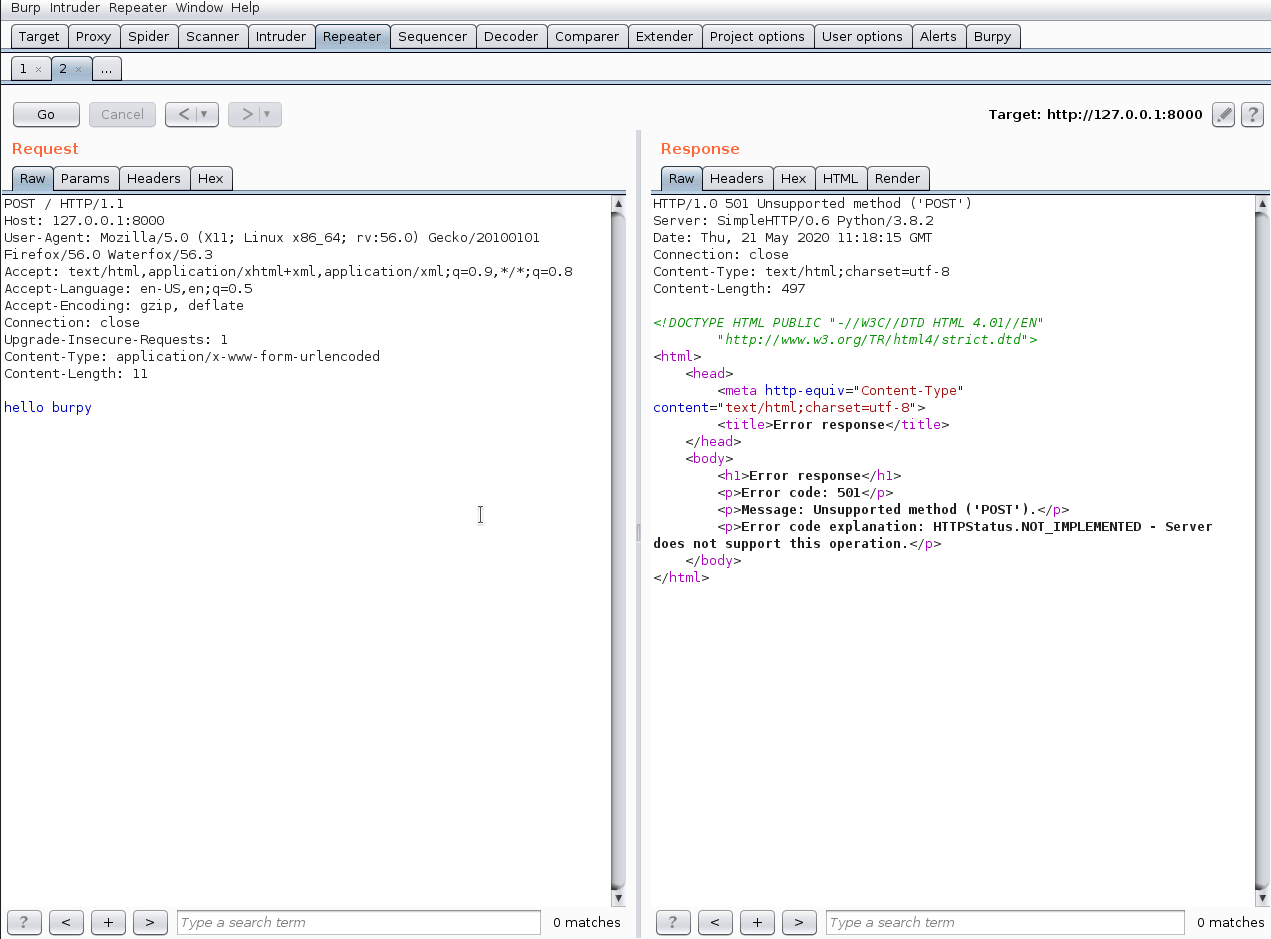 Burp Intruder Repeater Window Help
Target Proxy Spider Scanner Intruder Repeater Sequencer Decoder Comparer Extender Project options User options Alerts Burpy
1 × 2 × ...
Go Cancel < ▼ > ▼ Target: http://127.0.0.1:8000 ?
Request
Raw Params Headers Hex
POST / HTTP/1.1
Host: 127.0.0.1:8000
User-Agent: Mozilla/5.0 (X11; Linux x86_64; rv:56.0) Gecko/20100101
Firefox/56.0 Waterfox/56.3
Accept: text/html,application/xhtml+xml,application/xml;q=0.9,*/*;q=0.8
Accept-Language: en-US,en;q=0.5
Accept-Encoding: gzip, deflate
Connection: close
Upgrade-Insecure-Requests: 1
Content-Type: application/x-www-form-urlencoded
Content-Length: 11

hello burpy
? < + > Type a search term 0 matches
Response
Raw Headers Hex HTML Render
HTTP/1.0 501 Unsupported method ('POST')
Server: SimpleHTTP/0.6 Python/3.8.2
Date: Thu, 21 May 2020 11:18:15 GMT
Connection: close
Content-Type: text/html;charset=utf-8
Content-Length: 497

<!DOCTYPE HTML PUBLIC "-//W3C//DTD HTML 4.01//EN"
        "http://www.w3.org/TR/html4/strict.dtd">
<html>
    <head>
        <meta http-equiv="Content-Type"
content="text/html;charset=utf-8">
        <title>Error response</title>
    </head>
    <body>
        <h1>Error response</h1>
        <p>Error code: 501</p>
        <p>Message: Unsupported method ('POST').</p>
        <p>Error code explanation: HTTPStatus.NOT_IMPLEMENTED - Server
does not support this operation.</p>
    </body>
</html>
? < + > Type a search term 0 matches